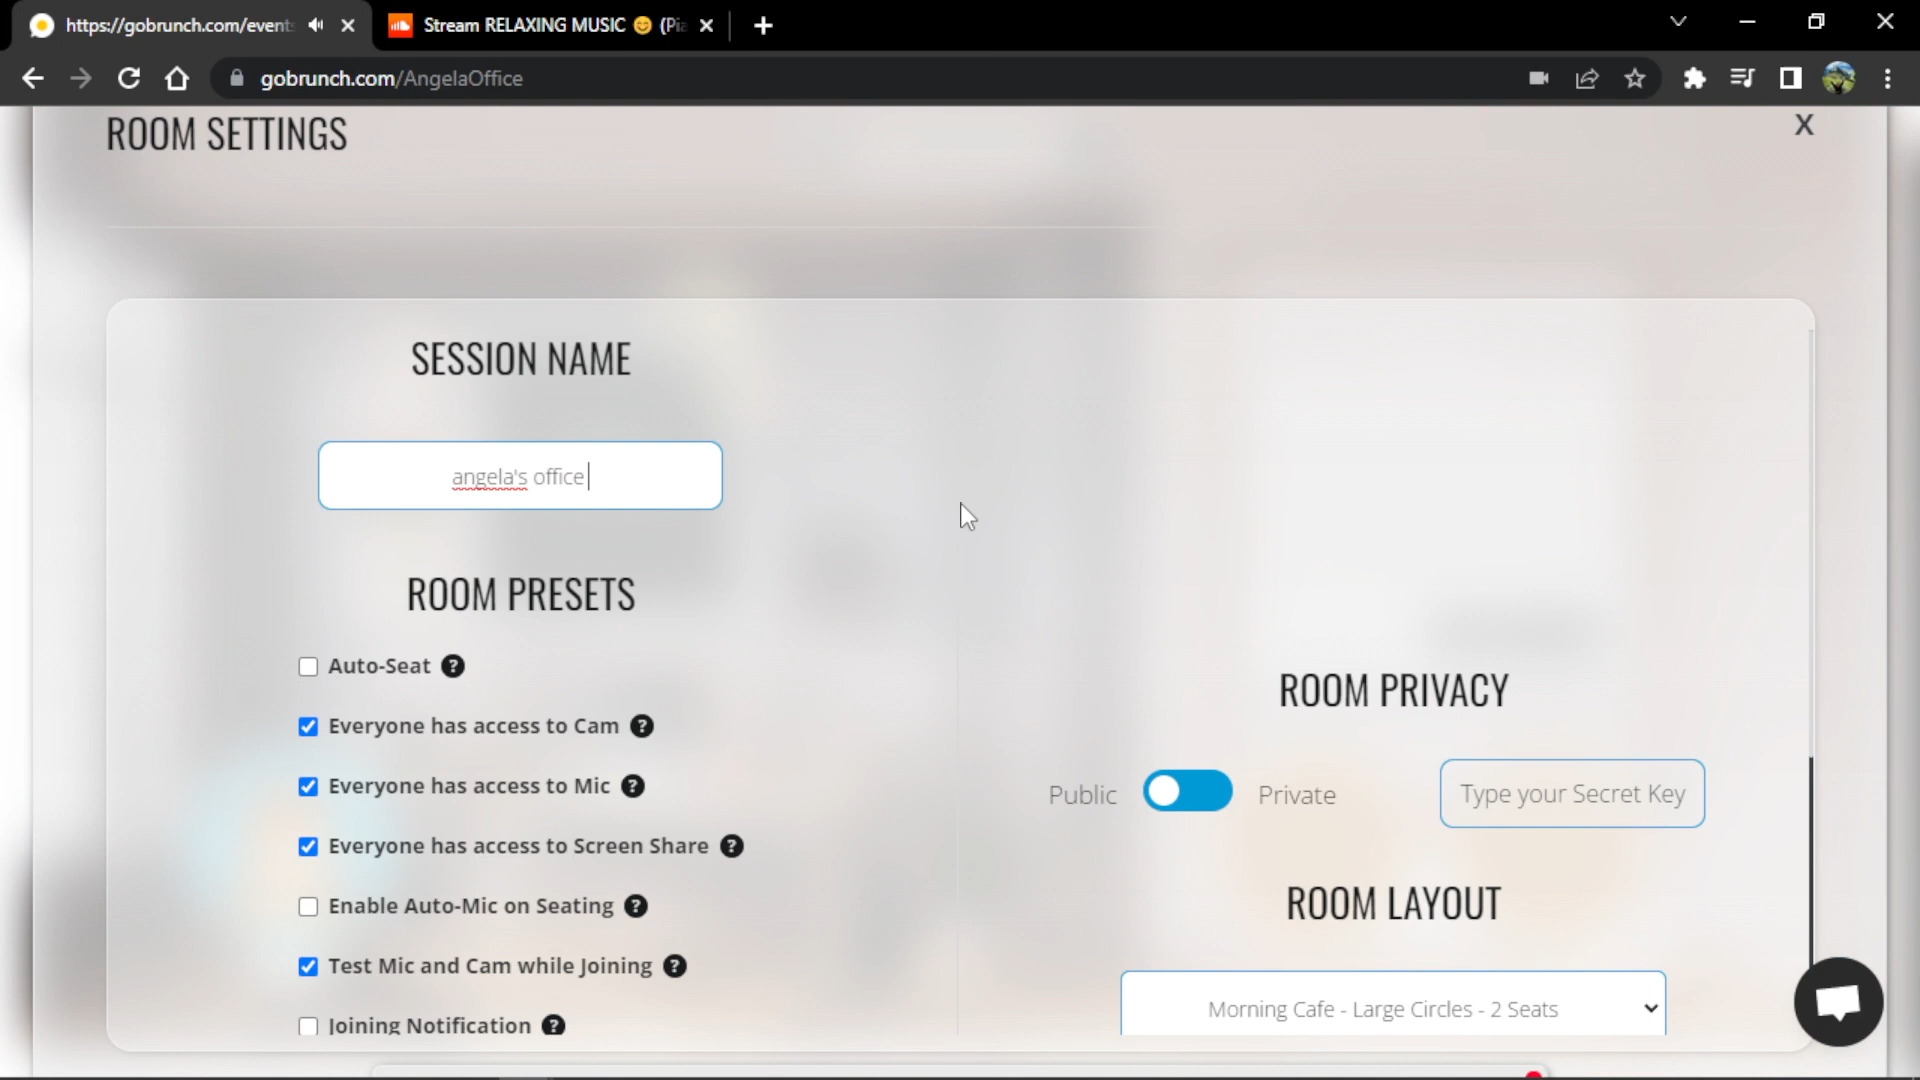 https://gobrunch.com/event
Stream RELAXING MUSIC 😊 (Pia
gobrunch.com/AngelaOffice
ROOM SETTINGS
X
SESSION NAME
angela's office
ROOM PRESETS
Auto-Seat ?
Everyone has access to Cam ?
Everyone has access to Mic ?
Everyone has access to Screen Share ?
Enable Auto-Mic on Seating ?
Test Mic and Cam while Joining ?
Joining Notification ?
ROOM PRIVACY
Public
Private
Type your Secret Key
ROOM LAYOUT
Morning Cafe - Large Circles - 2 Seats